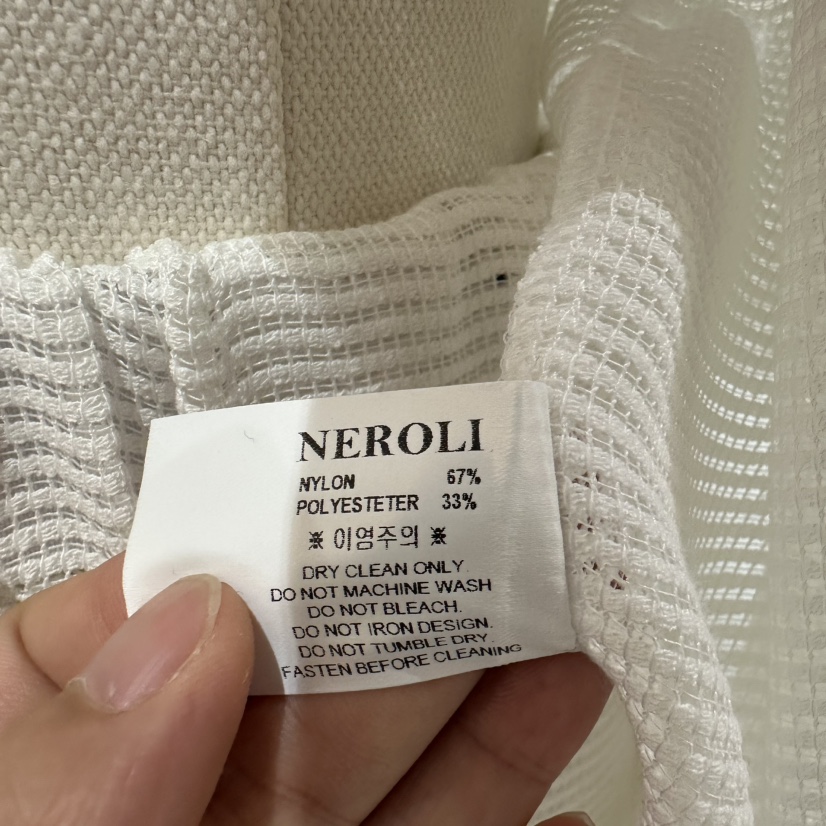 NEROLI
NYLON 67%
POLYESTETER 33%
※ 이염주의 ※
DRY CLEAN ONLY.
DO NOT MACHINE WASH
DO NOT BLEACH.
DO NOT IRON DESIGN.
DO NOT TUMBLE DRY.
FASTEN BEFORE CLEANING